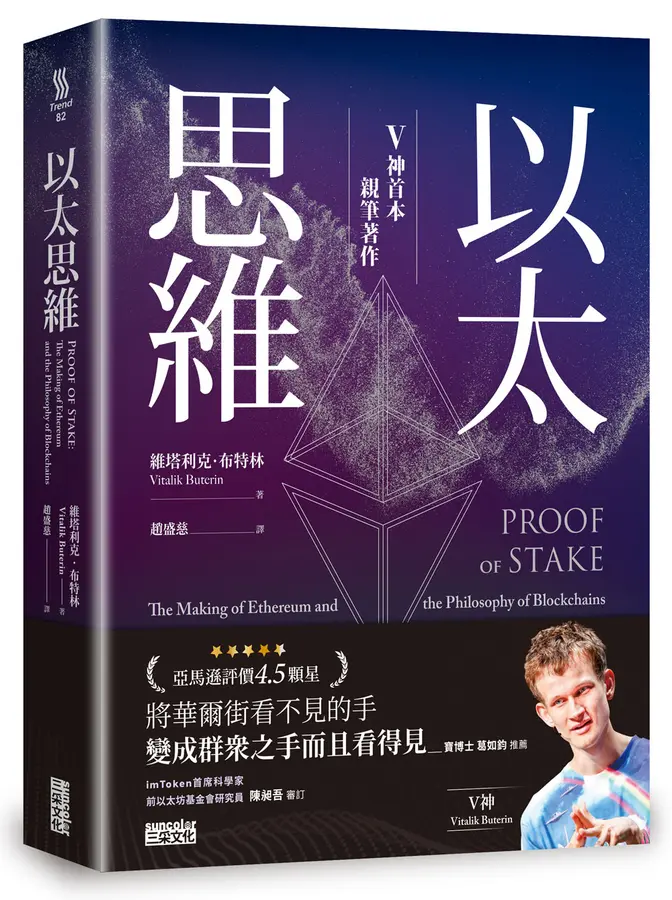 Trend
82
以太思維
PROOF OF STAKE:
The Making of Ethereum
and the Philosophy of Blockchains
維塔利克·布特林
Vitalik Buterin
著
趙盛慈
譯
suncolor
三采文化
以太
思維
V神首本
親筆著作
維塔利克·布特林
Vitalik Buterin
著
趙盛慈
譯
PROOF
OF STAKE
The Making of Ethereum and the Philosophy of Blockchains
亞馬遜評價4.5顆星
將華爾街看不見的手
變成群眾之手而且看得見 寶博士 葛如鈞 推薦
imToken首席科學家
前以太坊基金會研究員 陳昶吾 審訂
suncolor
三采文化
V神
Vitalik Buterin